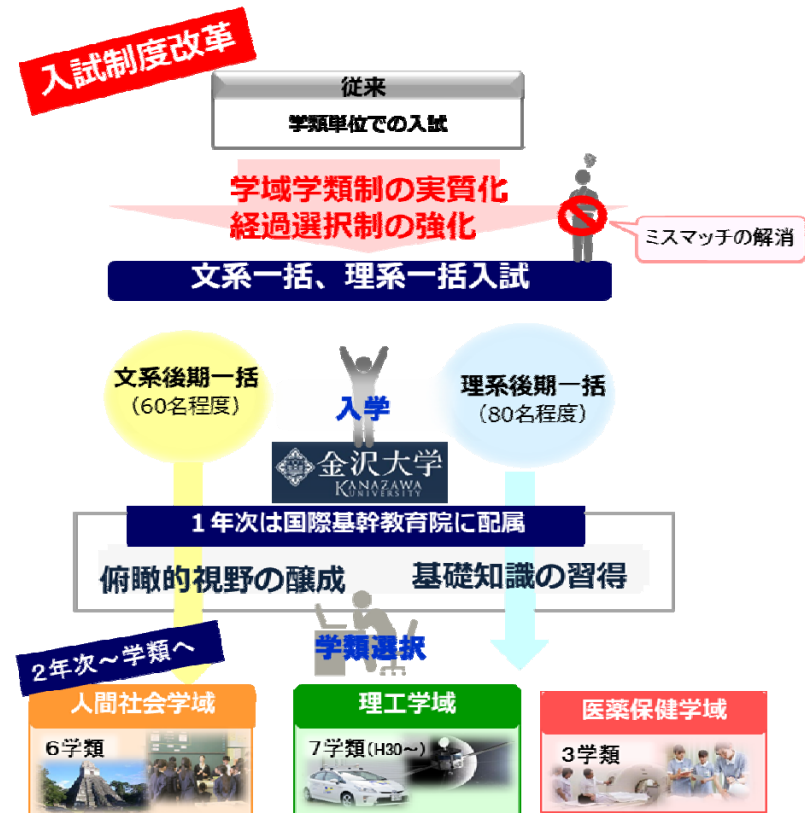 入試制度改革
従来
学類単位での入試
学域学類制の実質化
経過選択制の強化
ミスマッチの解消
文系一括、理系一括入試
文系後期一括
（60名程度）
理系後期一括
（80名程度）
入学
金沢大学
KANAZAWA
UNIVERSITY
１年次は国際基幹教育院に配属
俯瞰的視野の醸成
基礎知識の習得
学類選択
2年次～学類へ
人間社会学域
6学類
理工学域
7学類(H30～)
医薬保健学域
3学類